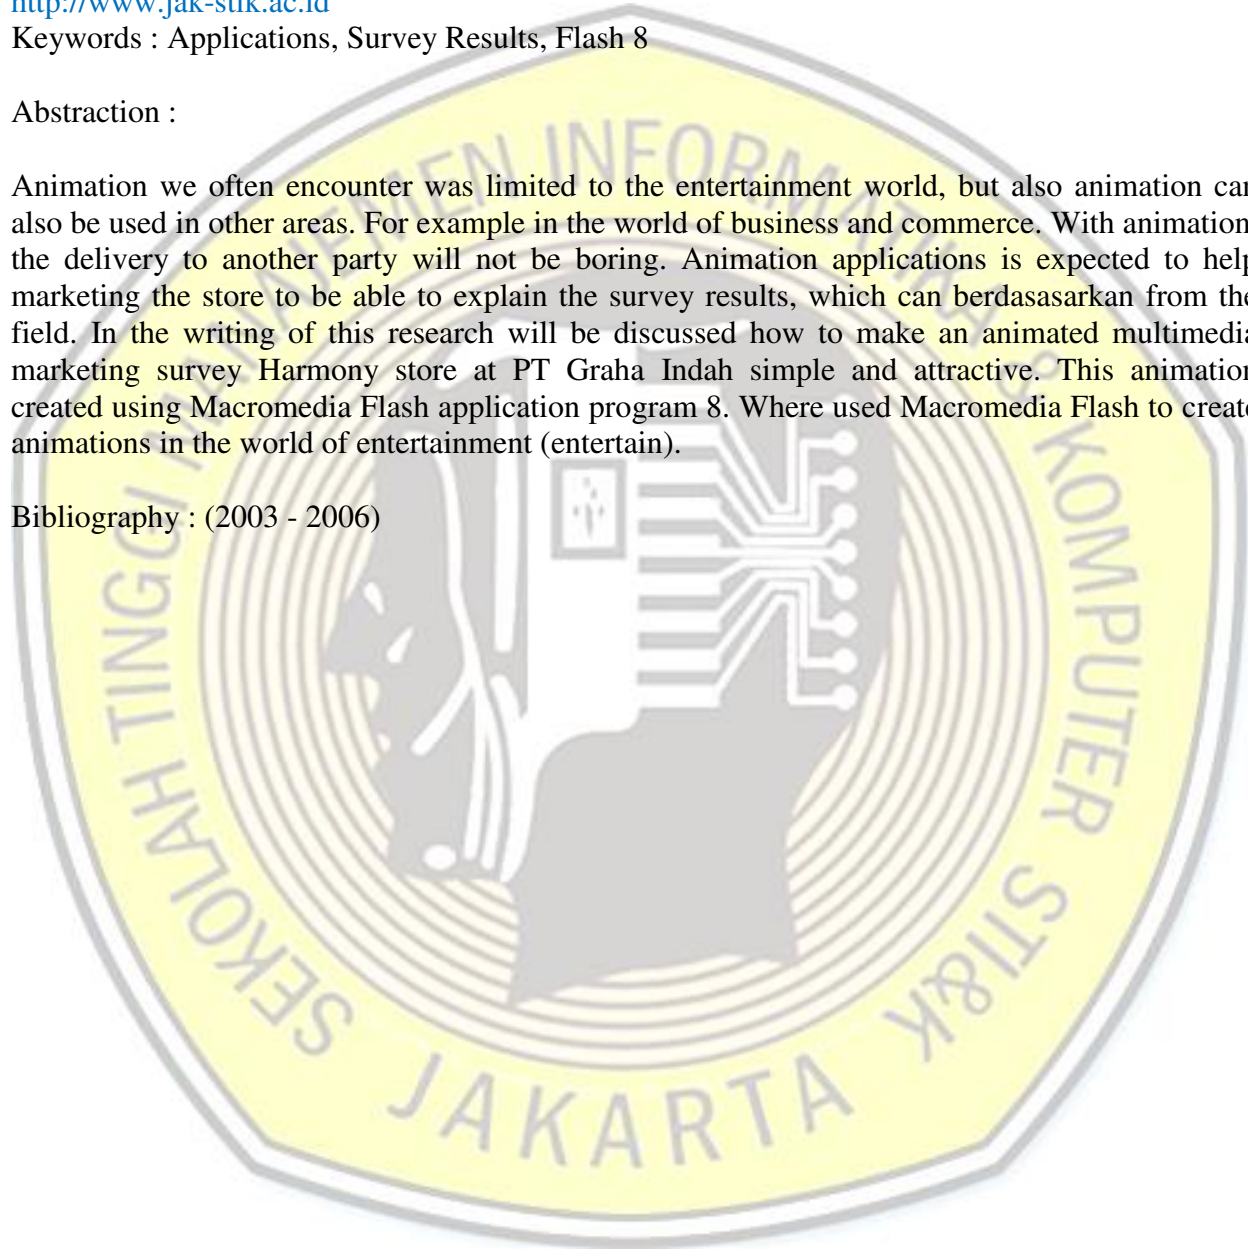 http://www.jak-stik.ac.id
Keywords : Applications, Survey Results, Flash 8
Abstraction :
Animation we often encounter was limited to the entertainment world, but also animation can
also be used in other areas. For example in the world of business and commerce. With animation
the delivery to another party will not be boring. Animation applications is expected to help
marketing the store to be able to explain the survey results, which can berdasasarkan from the
field. In the writing of this research will be discussed how to make an animated multimedia
marketing survey Harmony store at PT Graha Indah simple and attractive. This animation
created using Macromedia Flash application program 8. Where used Macromedia Flash to create
animations in the world of entertainment (entertain).
Bibliography : (2003 - 2006)
SEKOLAH TINGGI MANAJEMEN INFORMATIKA & KOMPUTER STI&K
JAKARTA